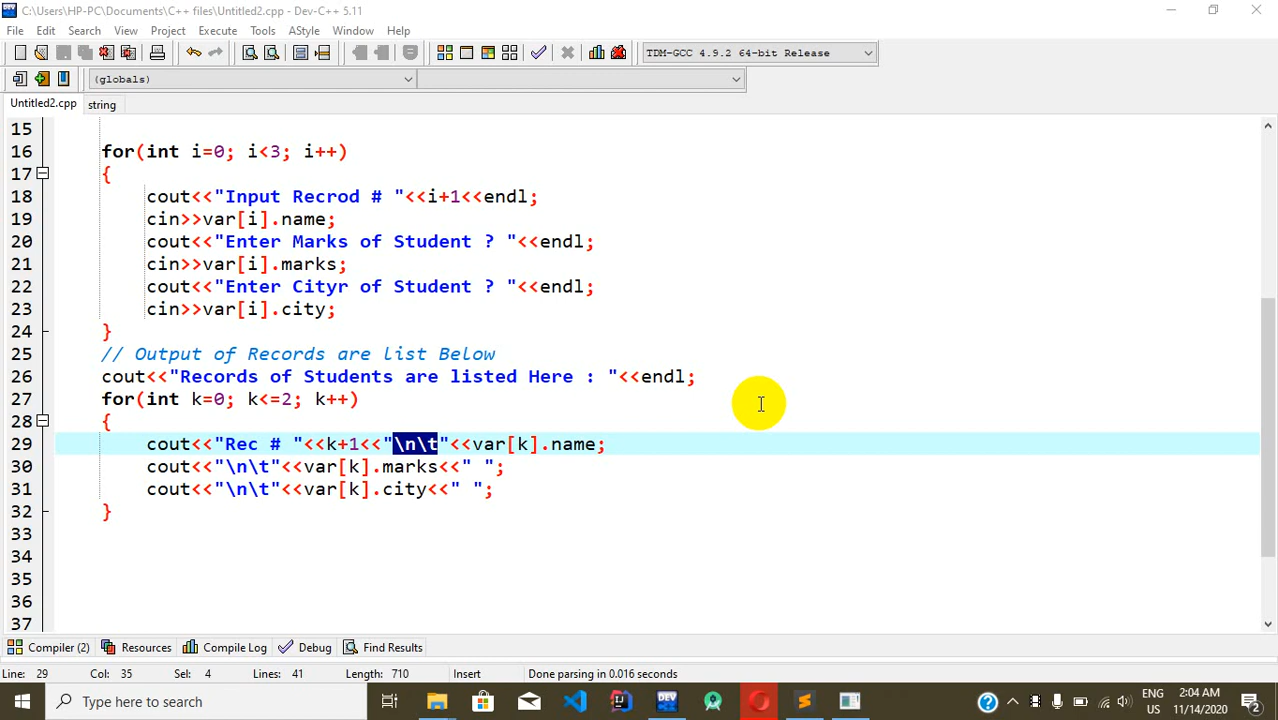 C:\Users\HP-PC\Documents\C++ files\Untitled2.cpp - Dev-C++ 5.11
File Edit Search View Project Execute Tools AStyle Window Help
TDM-GCC 4.9.2 64-bit Release
(globals)
Untitled2.cpp string
15
16 for(int i=0; i<3; i++)
17 {
18 cout<<"Input Recrod # "<<i+1<<endl;
19 cin>>var[i].name;
20 cout<<"Enter Marks of Student ? "<<endl;
21 cin>>var[i].marks;
22 cout<<"Enter Cityr of Student ? "<<endl;
23 cin>>var[i].city;
24 }
25 // Output of Records are list Below
26 cout<<"Records of Students are listed Here : "<<endl;
27 for(int k=0; k<=2; k++)
28 {
29 cout<<"Rec # "<<k+1<<"\n\t"<<var[k].name;
30 cout<<"\n\t"<<var[k].marks<<" ";
31 cout<<"\n\t"<<var[k].city<<" ";
32 }
33
34
35
36
37
Compiler (2) Resources Compile Log Debug Find Results
Line: 29 Col: 35 Sel: 4 Lines: 41 Length: 710 Insert Done parsing in 0.016 seconds
Type here to search
DEV
ENG
US
2:04 AM
11/14/2020
2